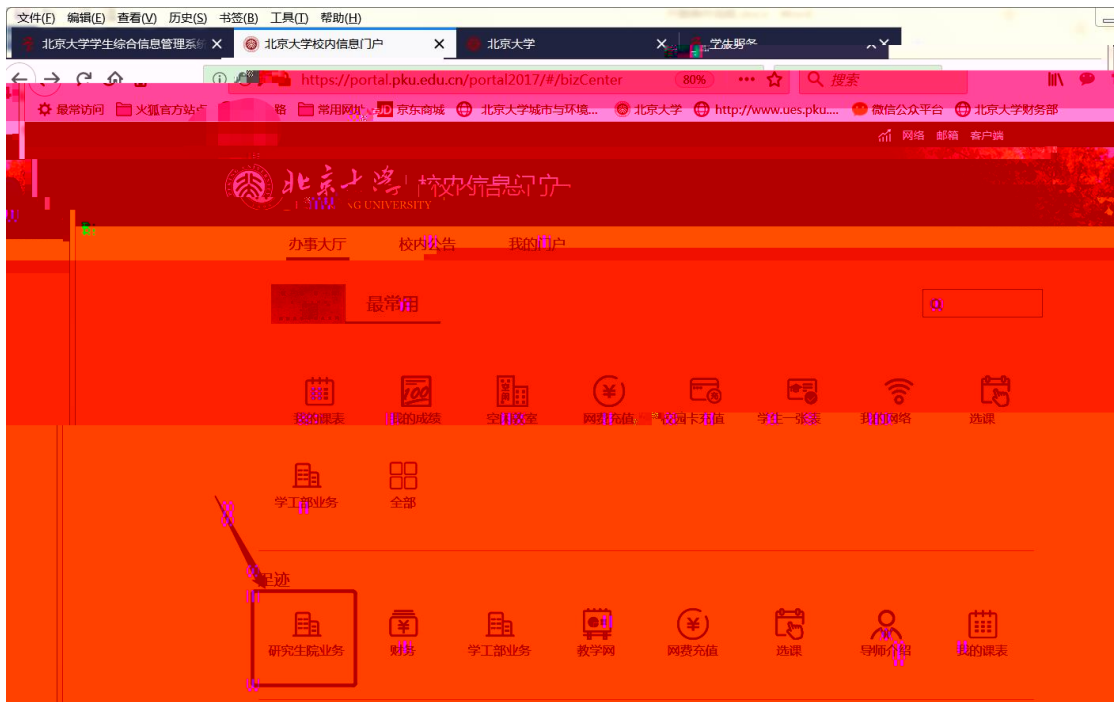 文件(F) 编辑(E) 查看(V) 历史(S) 书签(B) 工具(T) 帮助(H)
北京大学学生综合信息管理系统 北京大学校内信息门户 北京大学 学生服务
https://portal.pku.edu.cn/portal2017/#/bizCenter 80% 搜索
最常访问 火狐官方站点 常用网址 JD 京东商城 北京大学城市与环境... 北京大学 http://www.ues.pku.... 微信公众平台 北京大学财务部
网络 邮箱 客户端
北京大学 校内信息门户
办事大厅 校内公告 我的门户
最常用
我的课表 我的成绩 空闲教室 网费充值 校园卡充值 学生一张表 我的网络 选课
学工部业务 全部
足迹
研究生院业务 财务 学工部业务 教学网 网费充值 选课 导师介绍 我的课表